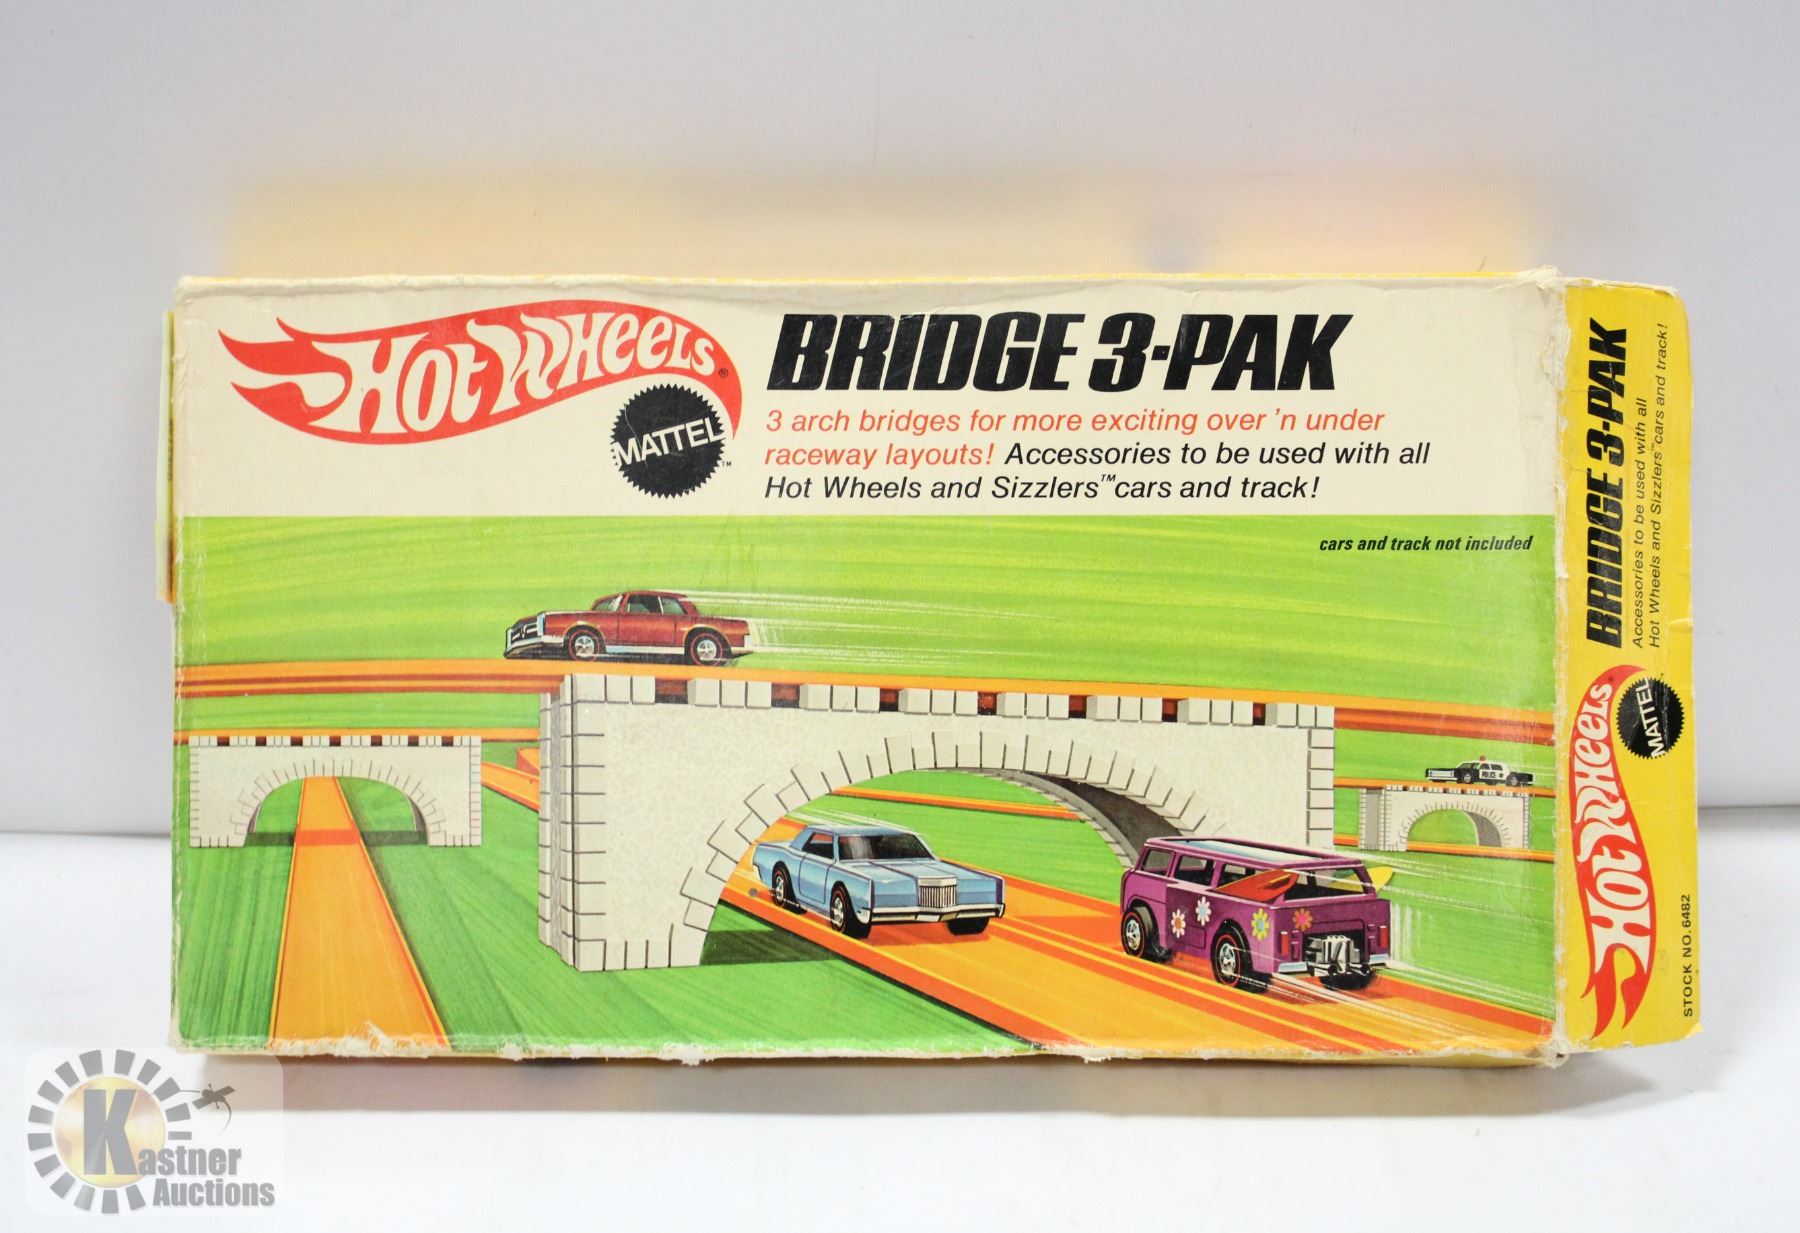 Hot Wheels®
MATTEL™
BRIDGE 3-PAK
3 arch bridges for more exciting over 'n under
raceway layouts! Accessories to be used with all
Hot Wheels and Sizzlers™ cars and track!
cars and track not included
POLICE
BRIDGE 3-PAK
Accessories to be used with all
Hot Wheels and Sizzlers™ cars and track!
Hot Wheels®
MATTEL
STOCK NO. 6482
Kastner
Auctions